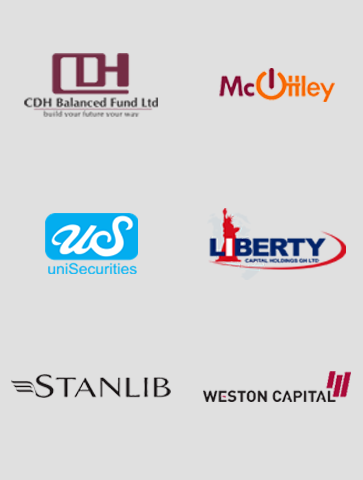 CDH
CDH Balanced Fund Ltd
build your future your way
McOttley
uS
uniSecurities
LIBERTY
CAPITAL HOLDINGS GH LTD
STANLIB
WESTON CAPITAL